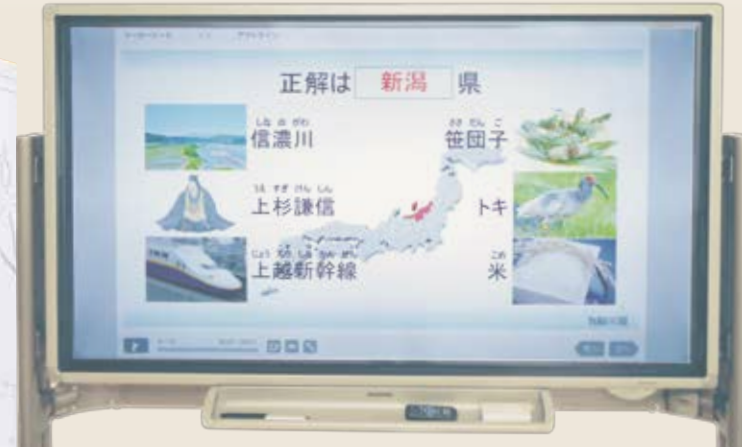 正解は 新潟 県
しなのがわ
信濃川
うえすぎけんしん
上杉謙信
じょうえつしんかんせん
上越新幹線
ささだんご
笹団子
トキ
こめ
米